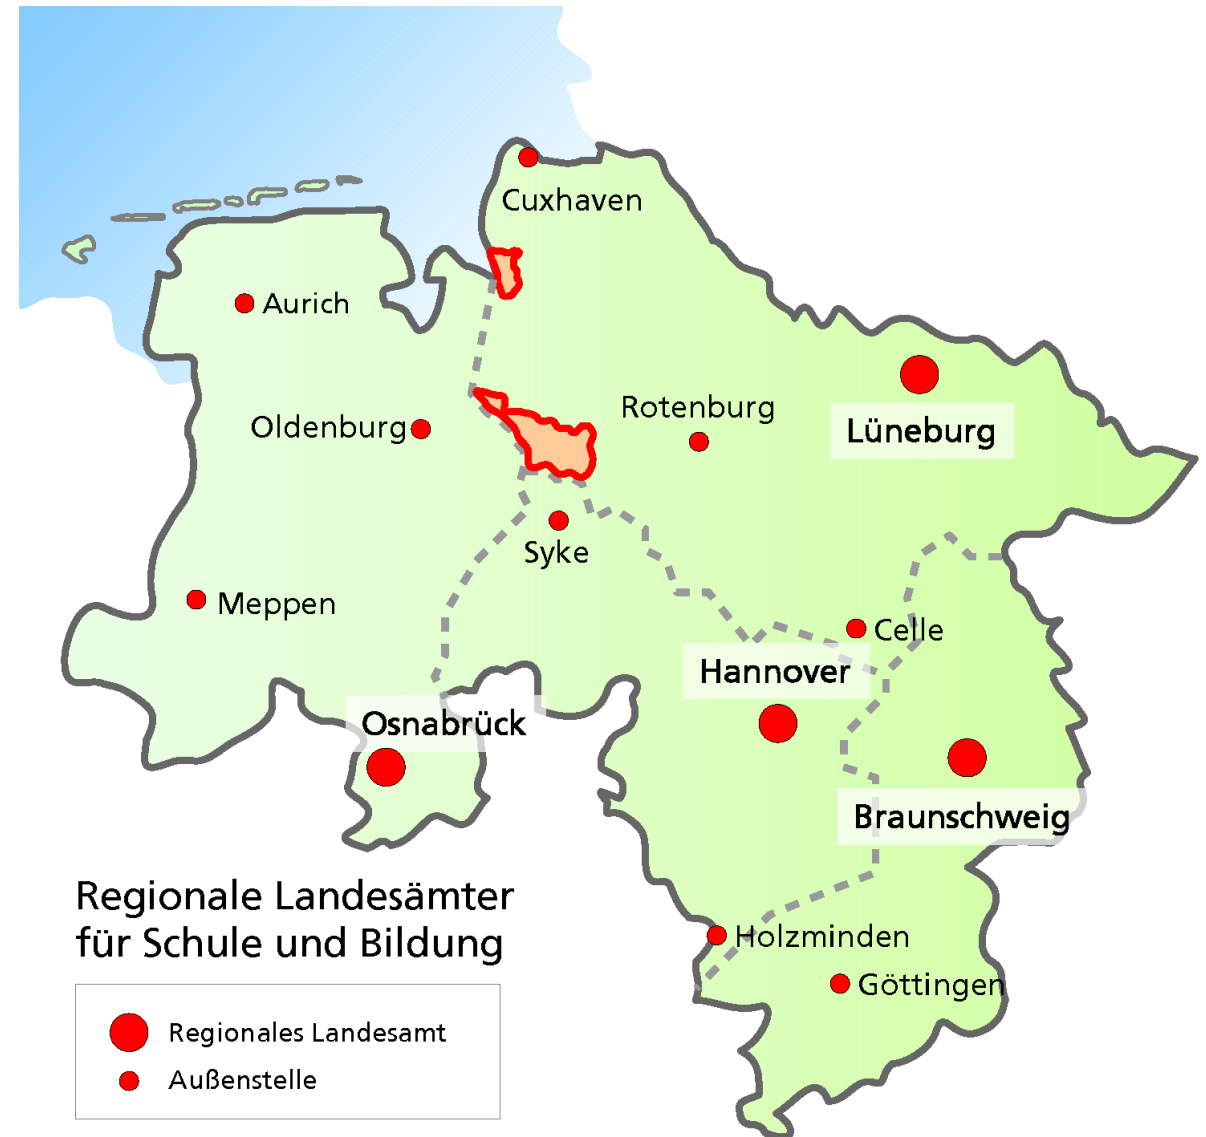 Cuxhaven
Aurich
Rotenburg
Oldenburg
Lüneburg
Syke
Meppen
Celle
Hannover
Osnabrück
Braunschweig
Regionale Landesämter
für Schule und Bildung
Holzminden
Göttingen
Regionales Landesamt
Außenstelle